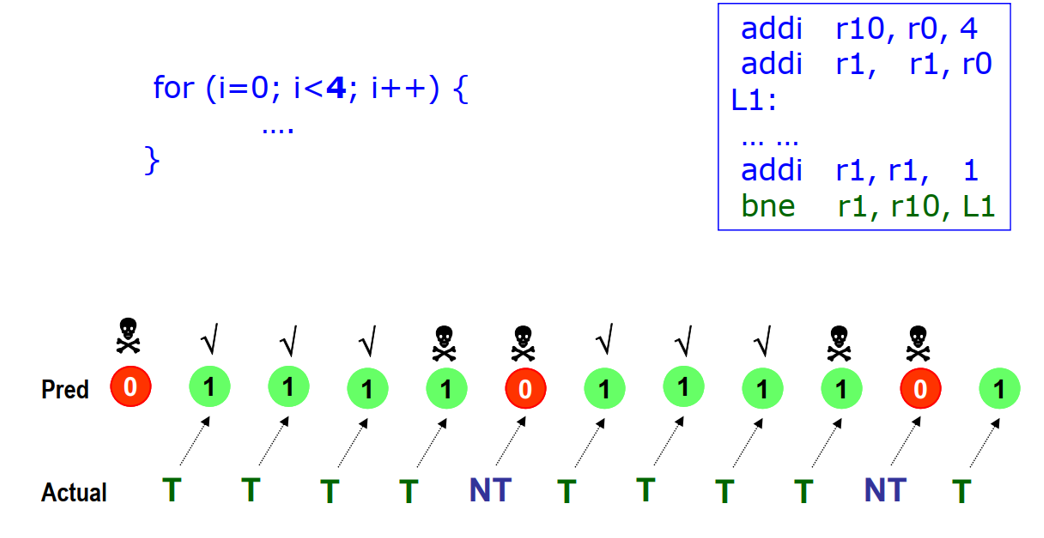 for (i=0; i<4; i++) {
….
}
addi r10, r0, 4
addi r1, r1, r0
L1:
… …
addi r1, r1, 1
bne r1, r10, L1
√ √ √ √ √ √
Pred 0 1 1 1 1 0 1 1 1 1 0 1
Actual T T T T NT T T T T NT T